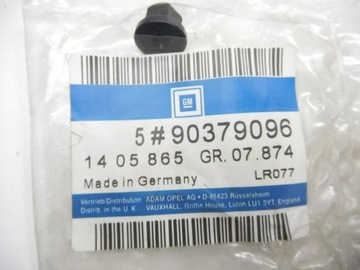 GM
5#90379096
14 05 865 GR. 07.874
Made in Germany LR077
Vertrieb/Distribution ADAM OPEL AG • D-65423 Rüsselsheim
Distrib. in the U.K. VAUXHALL, Griffin House, Luton LU1 3YT, England